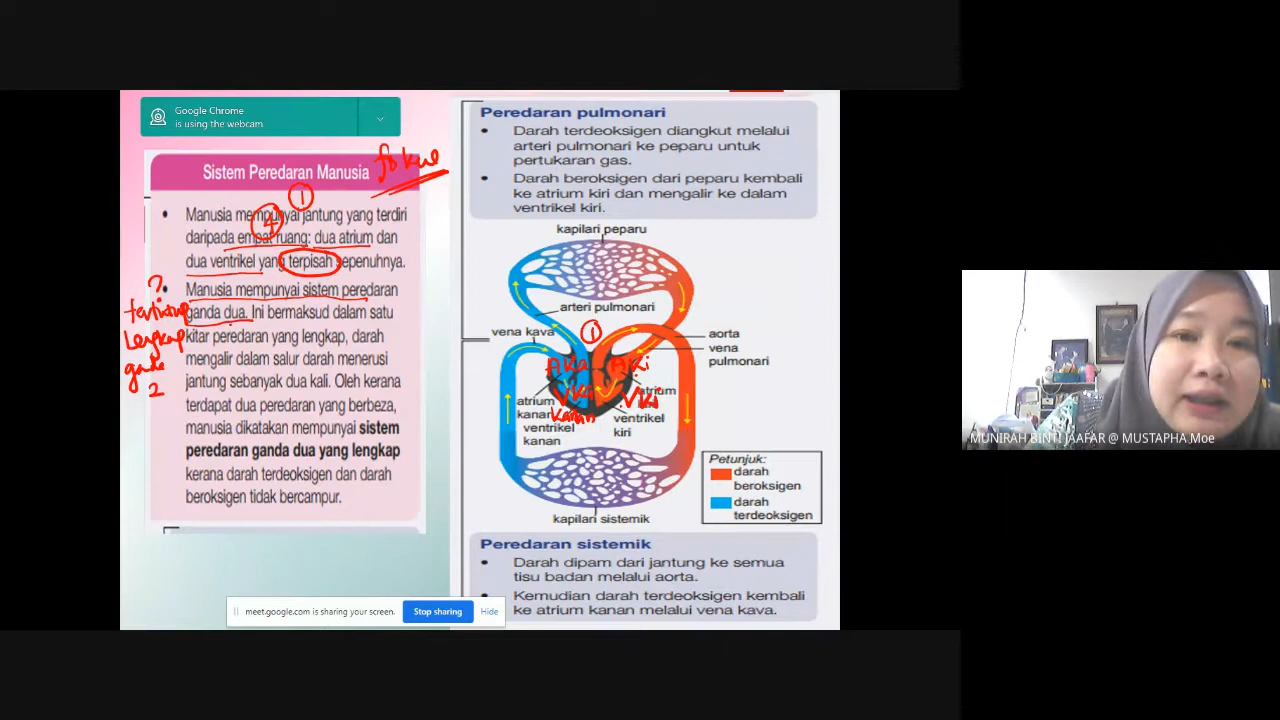 Google Chrome
is using the webcam
Sistem Peredaran Manusia
fokus
1
Manusia mempunyai jantung yang terdiri
4
daripada empat ruang: dua atrium dan
dua ventrikel yang terpisah sepenuhnya.
?
Manusia mempunyai sistem peredaran
ganda dua. Ini bermaksud dalam satu
kitar peredaran yang lengkap, darah
mengalir dalam salur darah menerusi
jantung sebanyak dua kali. Oleh kerana
terdapat dua peredaran yang berbeza,
manusia dikatakan mempunyai sistem
peredaran ganda dua yang lengkap
kerana darah terdeoksigen dan darah
beroksigen tidak bercampur.
lengkap
2
Peredaran pulmonari
Darah terdeoksigen diangkut melalui
arteri pulmonari ke peparu untuk
pertukaran gas.
Darah beroksigen dari peparu kembali
ke atrium kiri dan mengalir ke dalam
ventrikel kiri.
kapilari peparu
arteri pulmonari
vena kava
1
aorta
vena
pulmonari
AKa
AKi
atrium
kanan
ventrikel
kanan
VKa
kanan
VKi
atrium
ventrikel
kiri
Petunjuk:
darah
beroksigen
darah
terdeoksigen
kapilari sistemik
Peredaran sistemik
Darah dipam dari jantung ke semua
tisu badan melalui aorta.
Kemudian darah terdeoksigen kembali
ke atrium kanan melalui vena kava.
meet.google.com is sharing your screen.
Stop sharing
Hide
MUNIRAH BINTI JAAFAR @ MUSTAPHA Moe